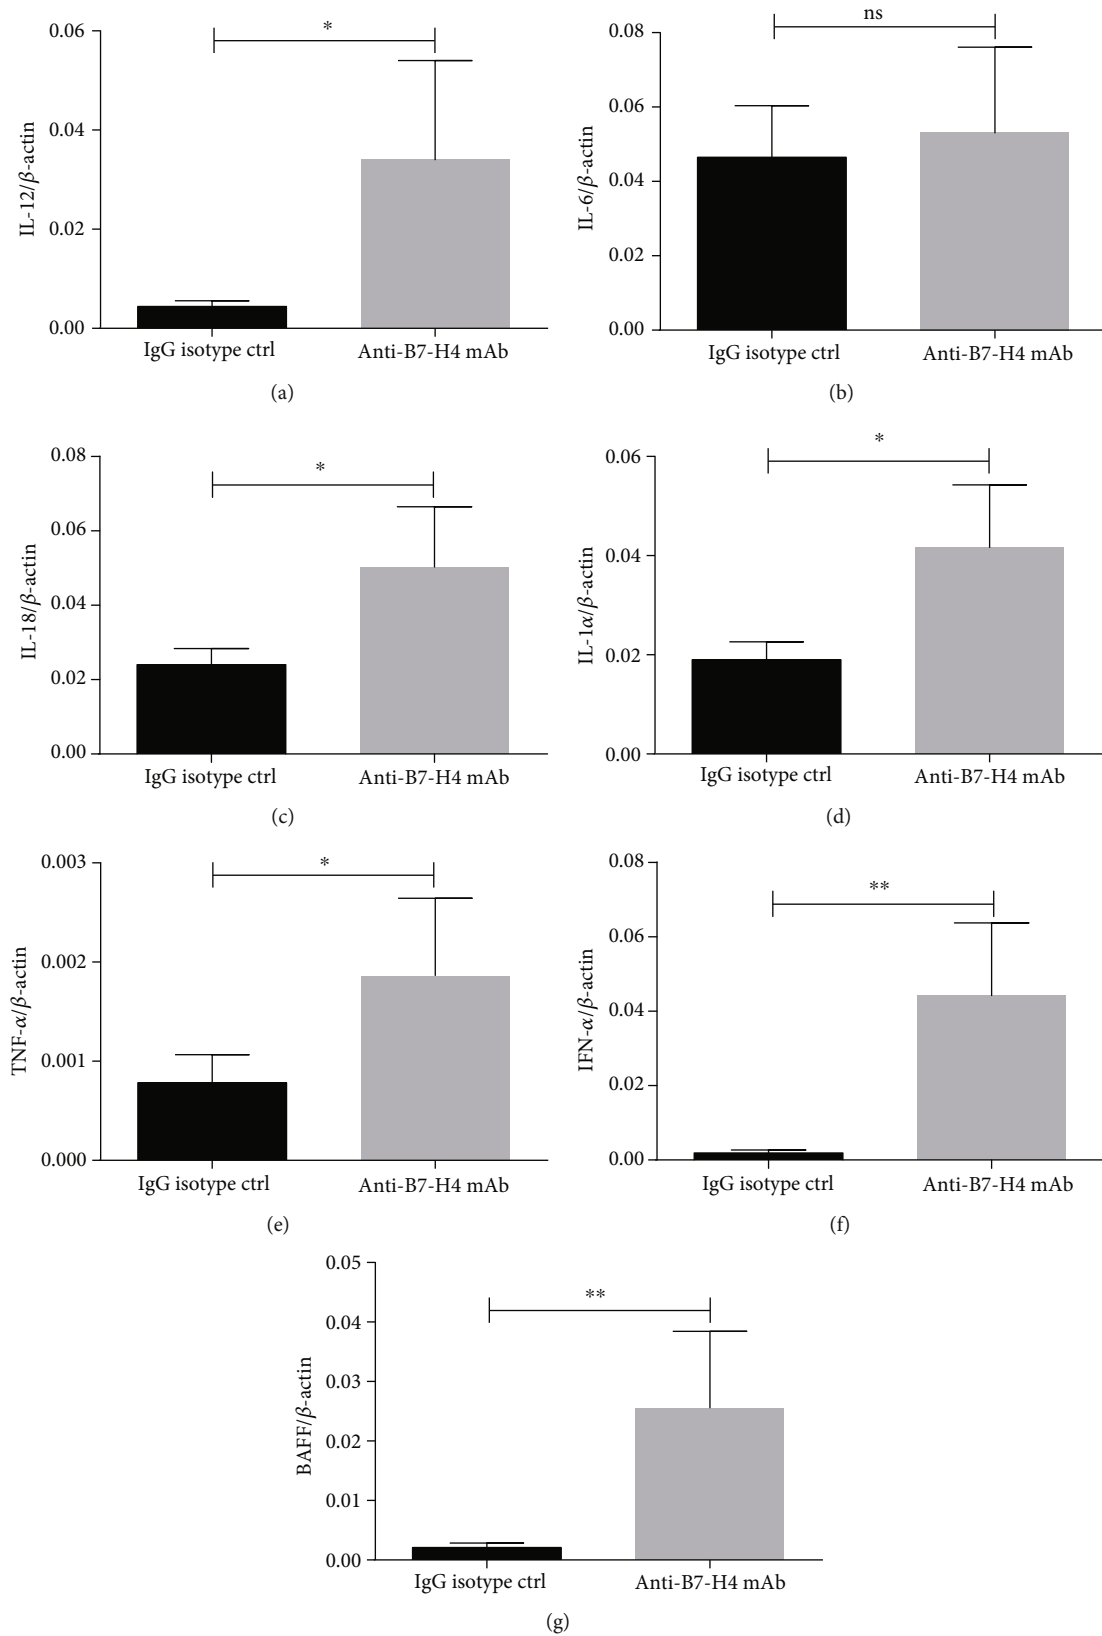 *
0.06
0.04
0.02
0.00
IL-12/β-actin
IgG isotype ctrl
Anti-B7-H4 mAb
(a)
ns
0.08
0.06
0.04
0.02
0.00
IL-6/β-actin
IgG isotype ctrl
Anti-B7-H4 mAb
(b)
*
0.08
0.06
0.04
0.02
0.00
IL-18/β-actin
IgG isotype ctrl
Anti-B7-H4 mAb
(c)
*
0.06
0.04
0.02
0.00
IL-1α/β-actin
IgG isotype ctrl
Anti-B7-H4 mAb
(d)
*
0.003
0.002
0.001
0.000
TNF-α/β-actin
IgG isotype ctrl
Anti-B7-H4 mAb
(e)
**
0.08
0.06
0.04
0.02
0.00
IFN-α/β-actin
IgG isotype ctrl
Anti-B7-H4 mAb
(f)
**
0.05
0.04
0.03
0.02
0.01
0.00
BAFF/β-actin
IgG isotype ctrl
Anti-B7-H4 mAb
(g)